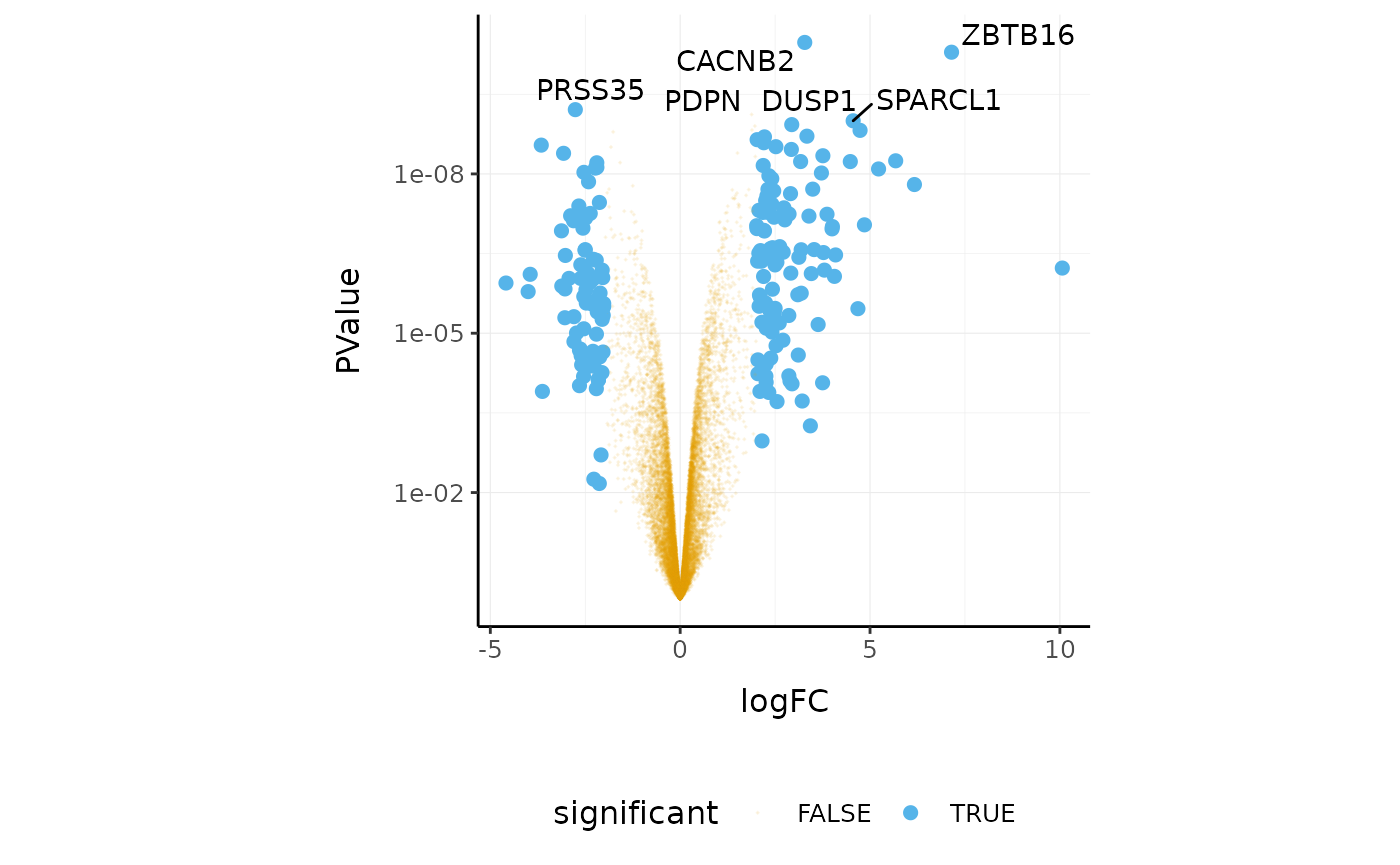 ZBTB16
CACNB2
PRSS35
PDPN
DUSP1
SPARCL1
PValue
1e-08
1e-05
1e-02
-5
0
5
10
logFC
significant
FALSE
TRUE